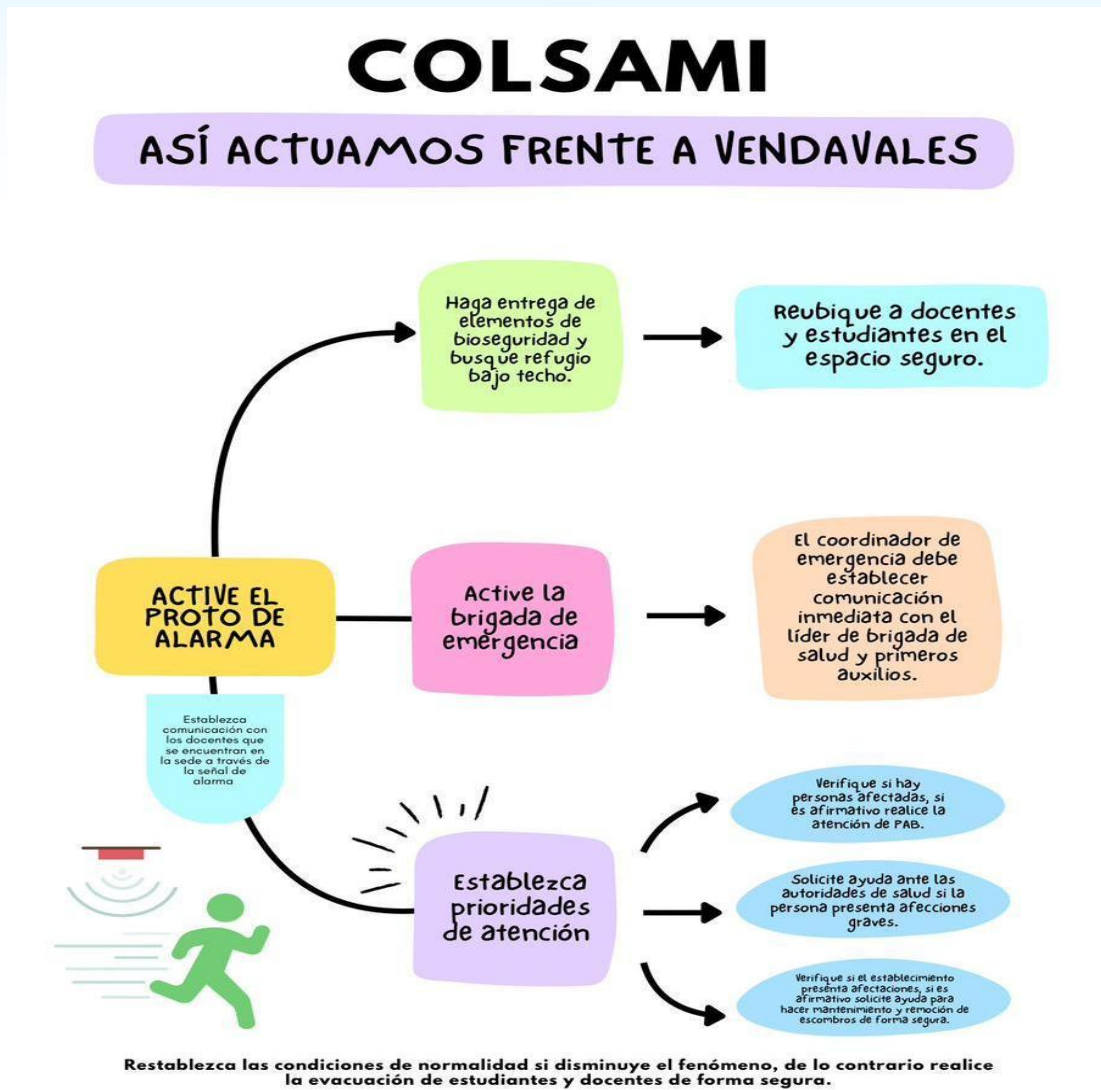 COLSAMI
ASÍ ACTUAMOS FRENTE A VENDAVALES
Haga entrega de
elementos de
bioseguridad y
busque refugio
bajo techo.
Reubique a docentes
y estudiantes en el
espacio seguro.
ACTIVE EL
PROTO DE
ALARMA
Active la
brigada de
emergencia
El coordinador de
emergencia debe
establecer
comunicación
inmediata con el
líder de brigada de
salud y primeros
auxilios.
Establezca
comunicación con
los docentes que
se encuentran en
la sede a través de
la señal de
alarma
Establezca
prioridades
de atención
Verifique si hay
personas afectadas, si
es afirmativo realice la
atención de PAB.
Solicite ayuda ante las
autoridades de salud si la
persona presenta afecciones
graves.
Verifique si el establecimiento
presenta afectaciones, si es
afirmativo solicite ayuda para
hacer mantenimiento y remoción de
escombros de forma segura.
Restablezca las condiciones de normalidad si disminuye el fenómeno, de lo contrario realice
la evacuación de estudiantes y docentes de forma segura.